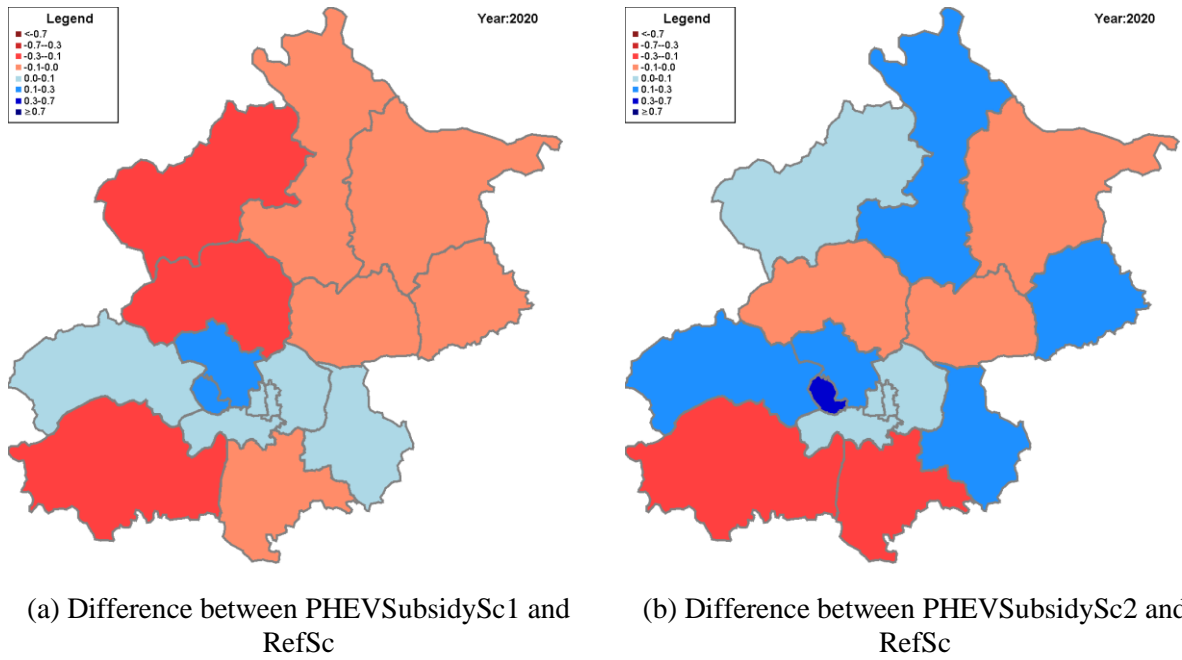 Legend
<-0.7
-0.7--0.3
-0.3--0.1
-0.1-0.0
0.0-0.1
0.1-0.3
0.3-0.7
≥0.7
Year:2020
Legend
<-0.7
-0.7--0.3
-0.3--0.1
-0.1-0.0
0.0-0.1
0.1-0.3
0.3-0.7
≥0.7
Year:2020
(a) Difference between PHEVSubsidySc1 and
RefSc
(b) Difference between PHEVSubsidySc2 and
RefSc